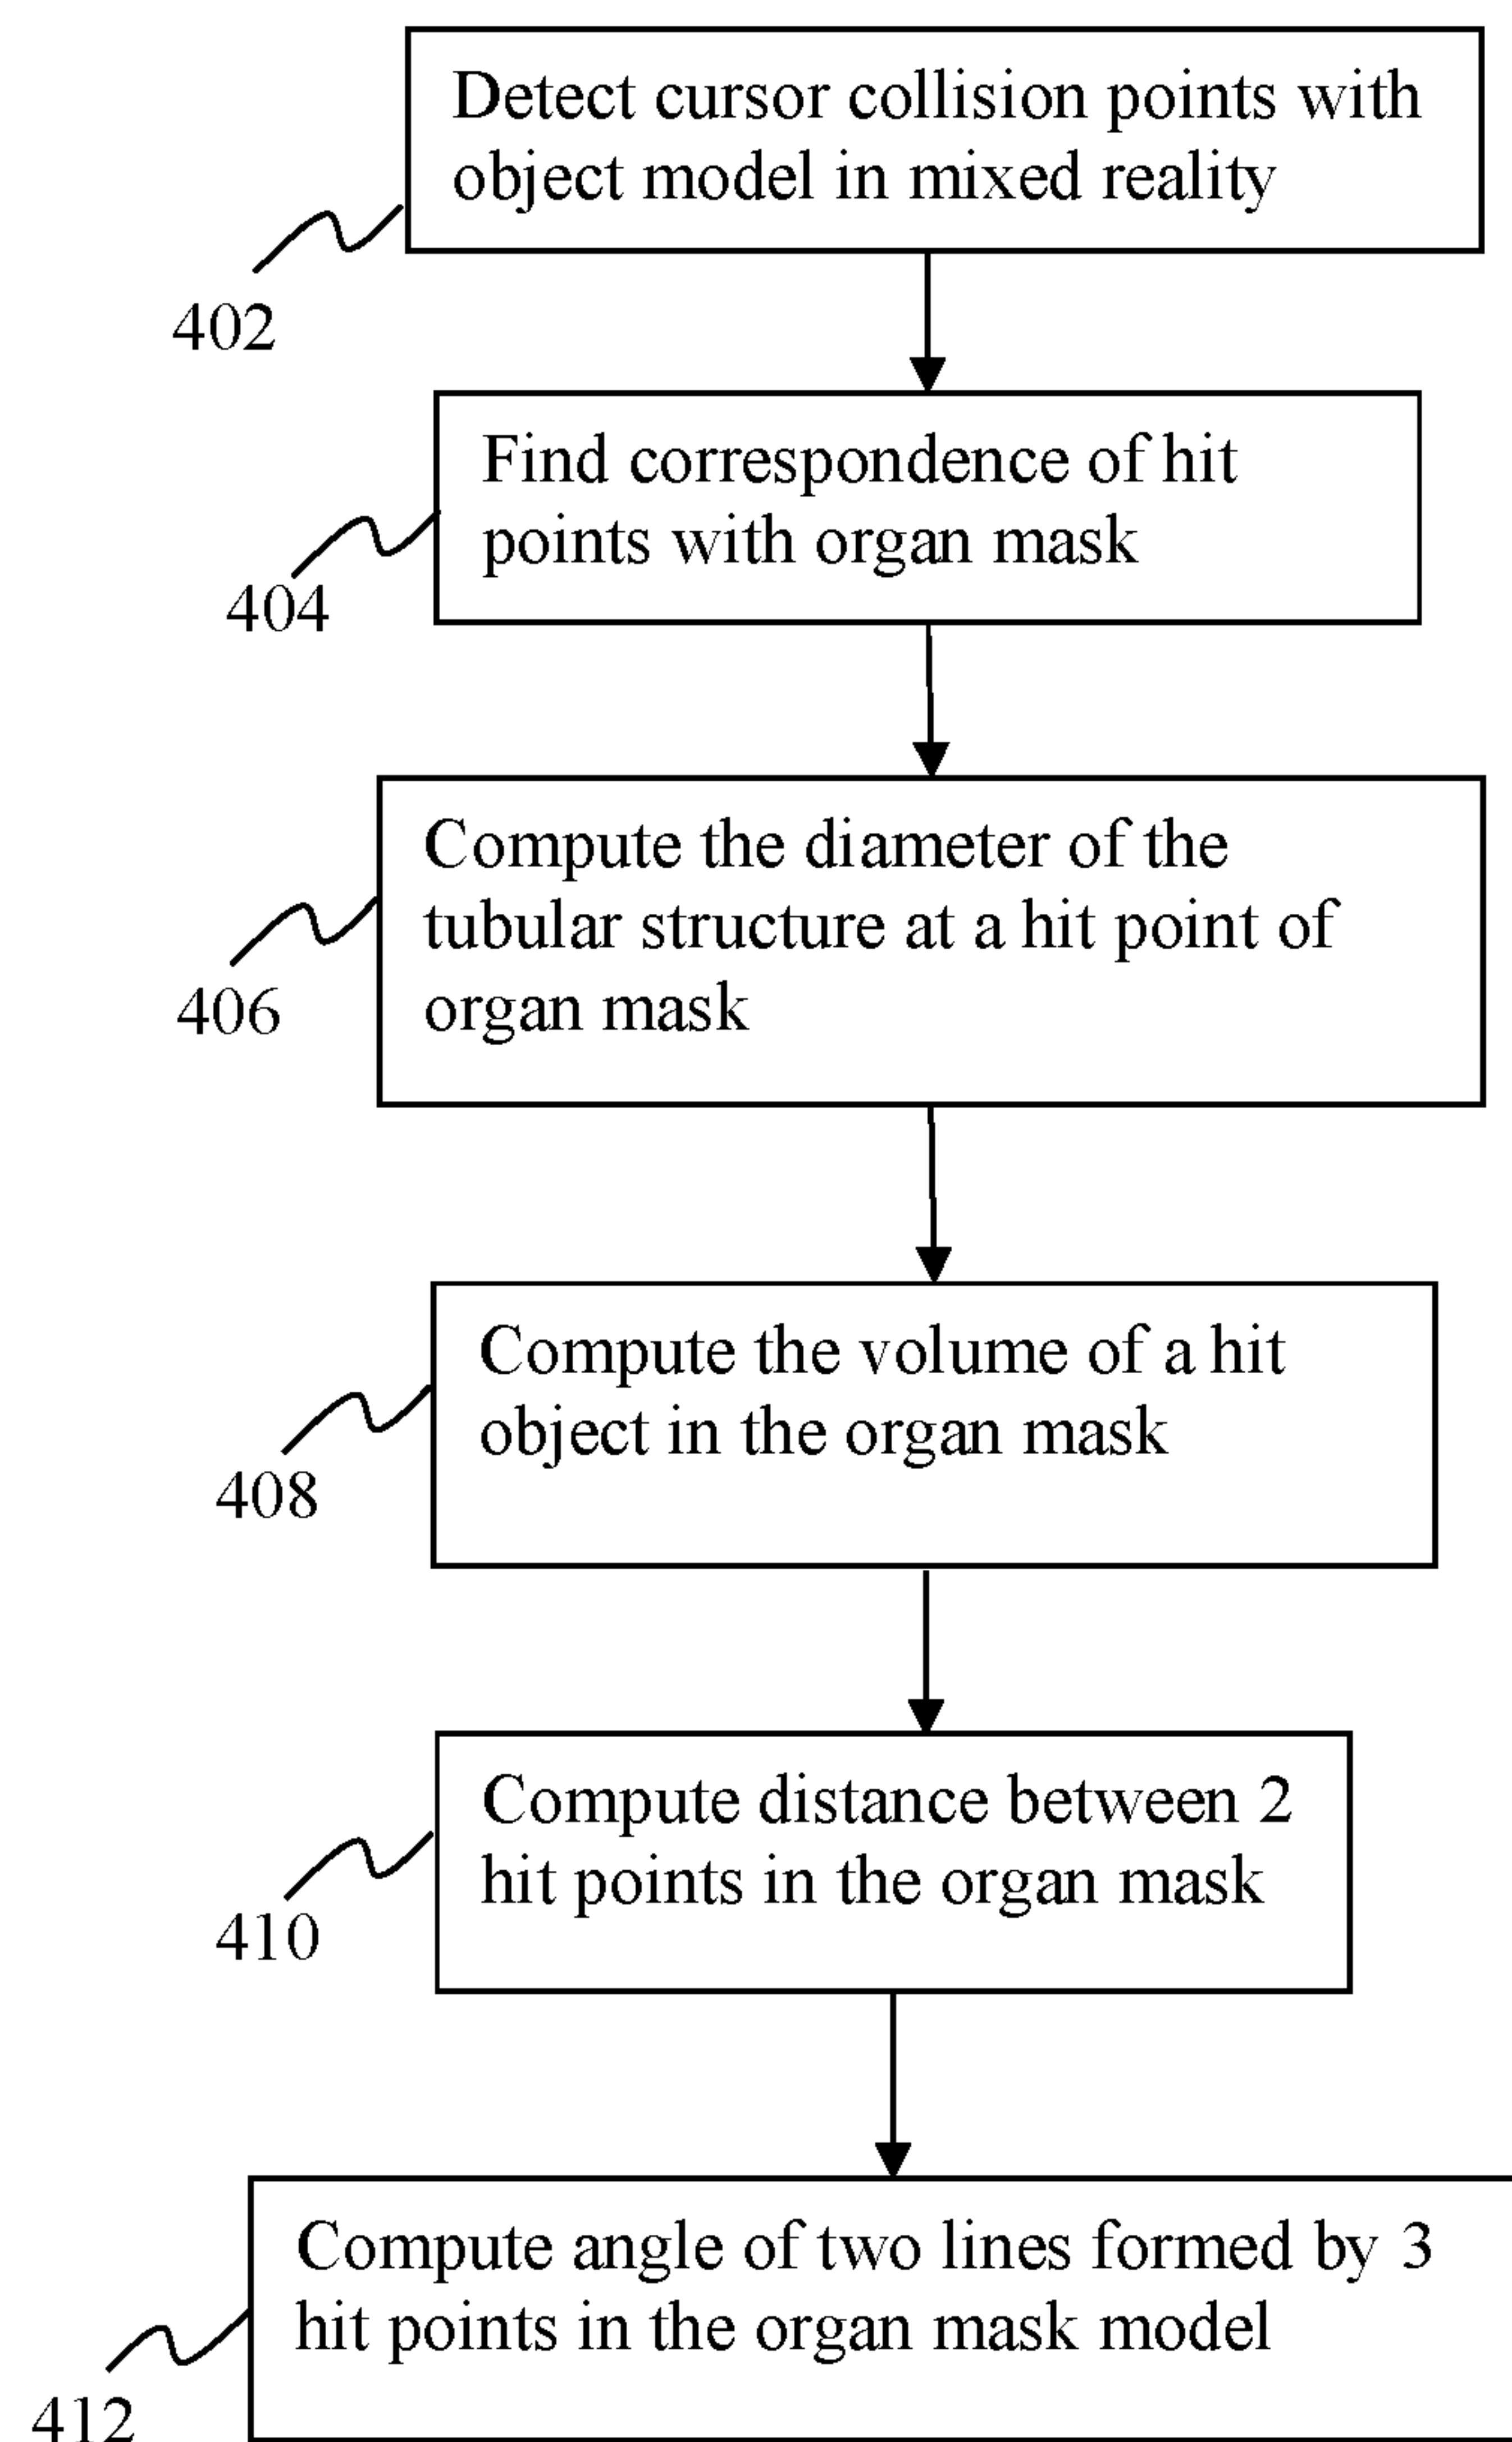 Detect cursor collision points with
object model in mixed reality
402
Find correspondence of hit
points with organ mask
404
Compute the diameter of the
tubular structure at a hit point of
organ mask
406
Compute the volume of a hit
object in the organ mask
408
Compute distance between 2
hit points in the organ mask
410
Compute angle of two lines formed by 3
hit points in the organ mask model
412